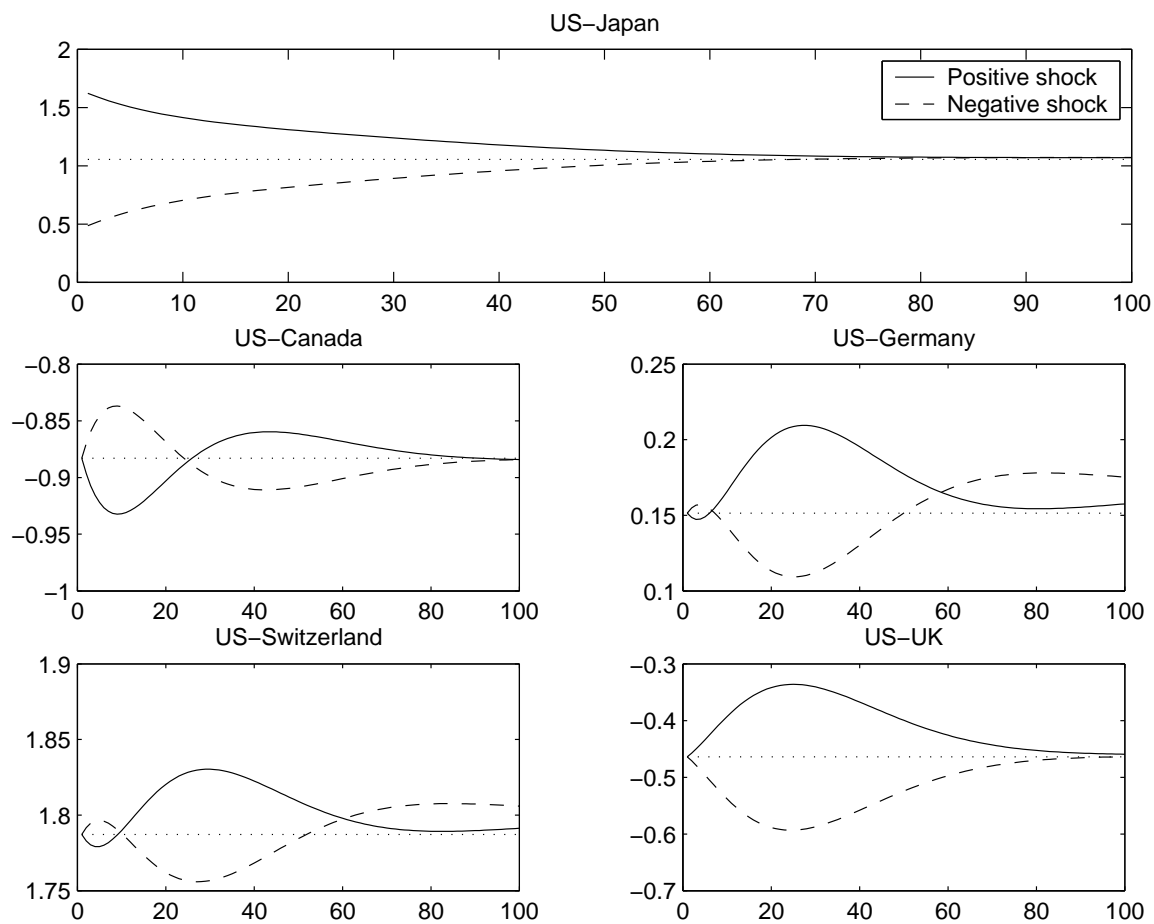 US−Japan
2
1.5
1
0.5
0
Positive shock
Negative shock
0 10 20 30 40 50 60 70 80 90 100
US−Canada
−0.8
−0.85
−0.9
−0.95
−1
0 20 40 60 80 100
US−Germany
0.25
0.2
0.15
0.1
0 20 40 60 80 100
US−Switzerland
1.9
1.85
1.8
1.75
0 20 40 60 80 100
US−UK
−0.3
−0.4
−0.5
−0.6
−0.7
0 20 40 60 80 100